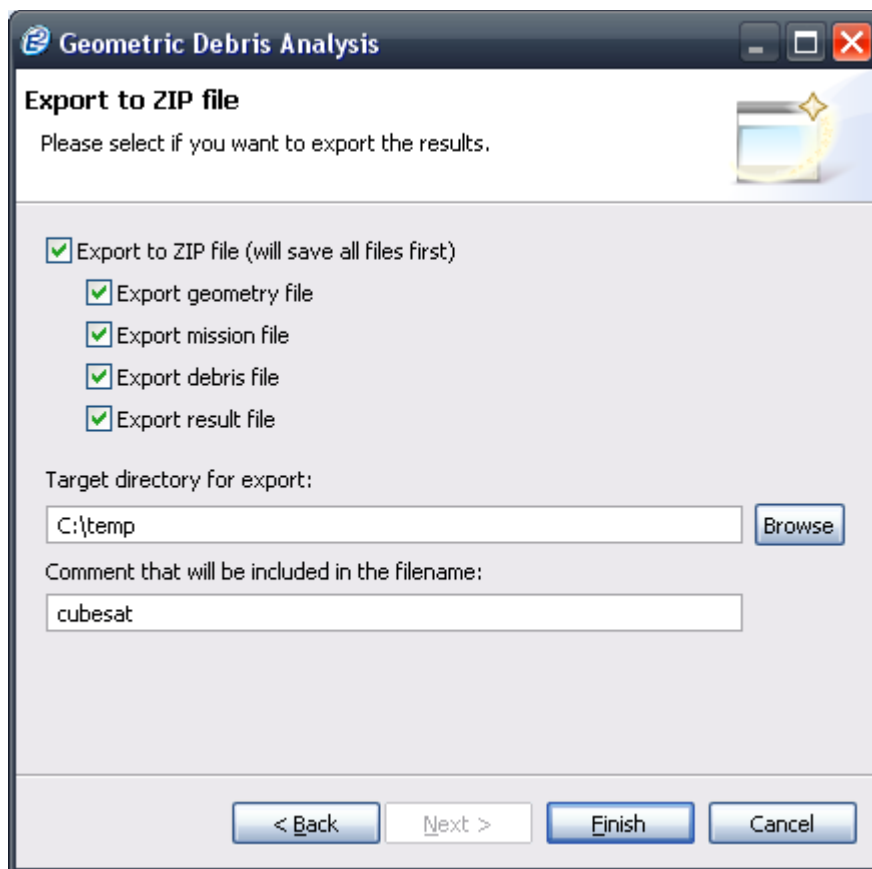 Geometric Debris Analysis
Export to ZIP file
Please select if you want to export the results.
Export to ZIP file (will save all files first)
Export geometry file
Export mission file
Export debris file
Export result file
Target directory for export:
C:\temp
Browse
Comment that will be included in the filename:
cubesat
< Back Next > Finish Cancel